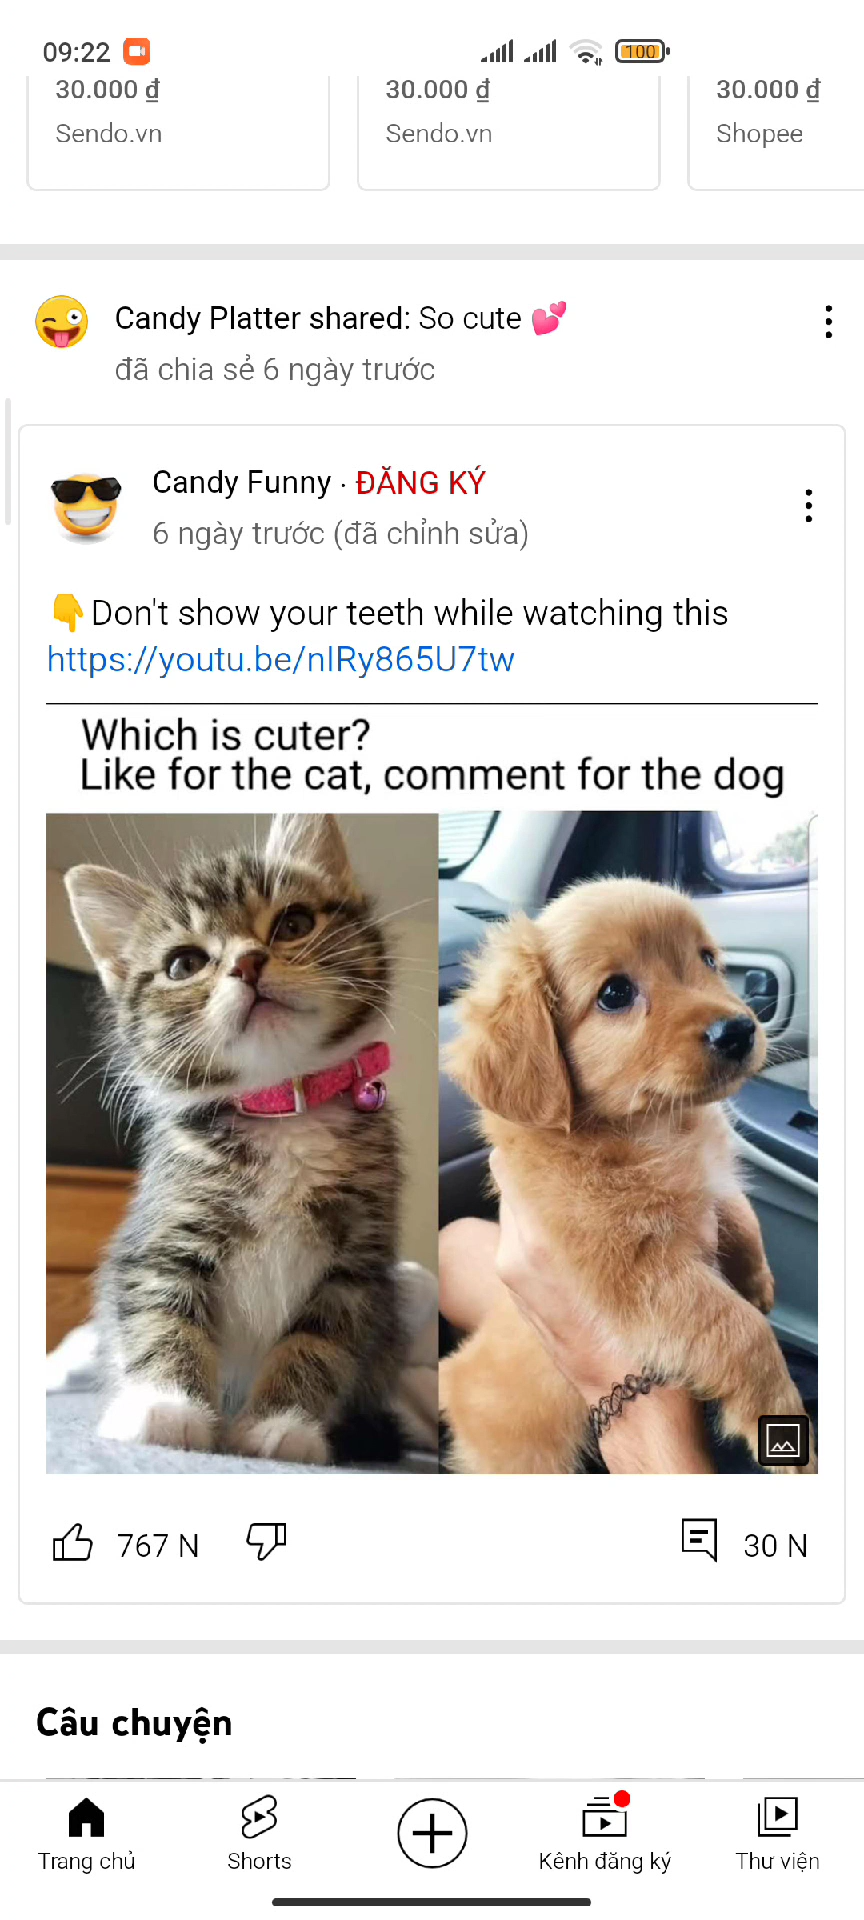 09:22
100
30.000 ₫
30.000 ₫
30.000 ₫
Sendo.vn
Sendo.vn
Shopee
Candy Platter shared: So cute 💕
đã chia sẻ 6 ngày trước
Candy Funny · ĐĂNG KÝ
6 ngày trước (đã chỉnh sửa)
👇Don't show your teeth while watching this
https://youtu.be/nIRy865U7tw
Which is cuter?
Like for the cat, comment for the dog
767 N
30 N
Câu chuyện
Trang chủ
Shorts
Kênh đăng ký
Thư viện